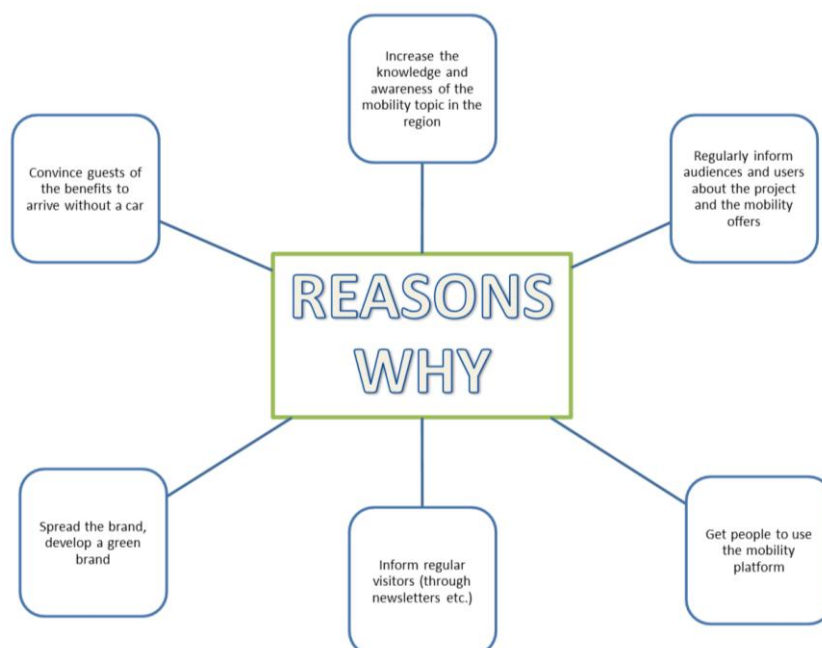 Increase the
knowledge and
awareness of the
mobility topic in the
region
Convince guests of
the benefits to
arrive without a car
Regularly inform
audiences and users
about the project
and the mobility
offers
REASONS
WHY
Spread the brand,
develop a green
brand
Inform regular
visitors (through
newsletters etc.)
Get people to use
the mobility
platform